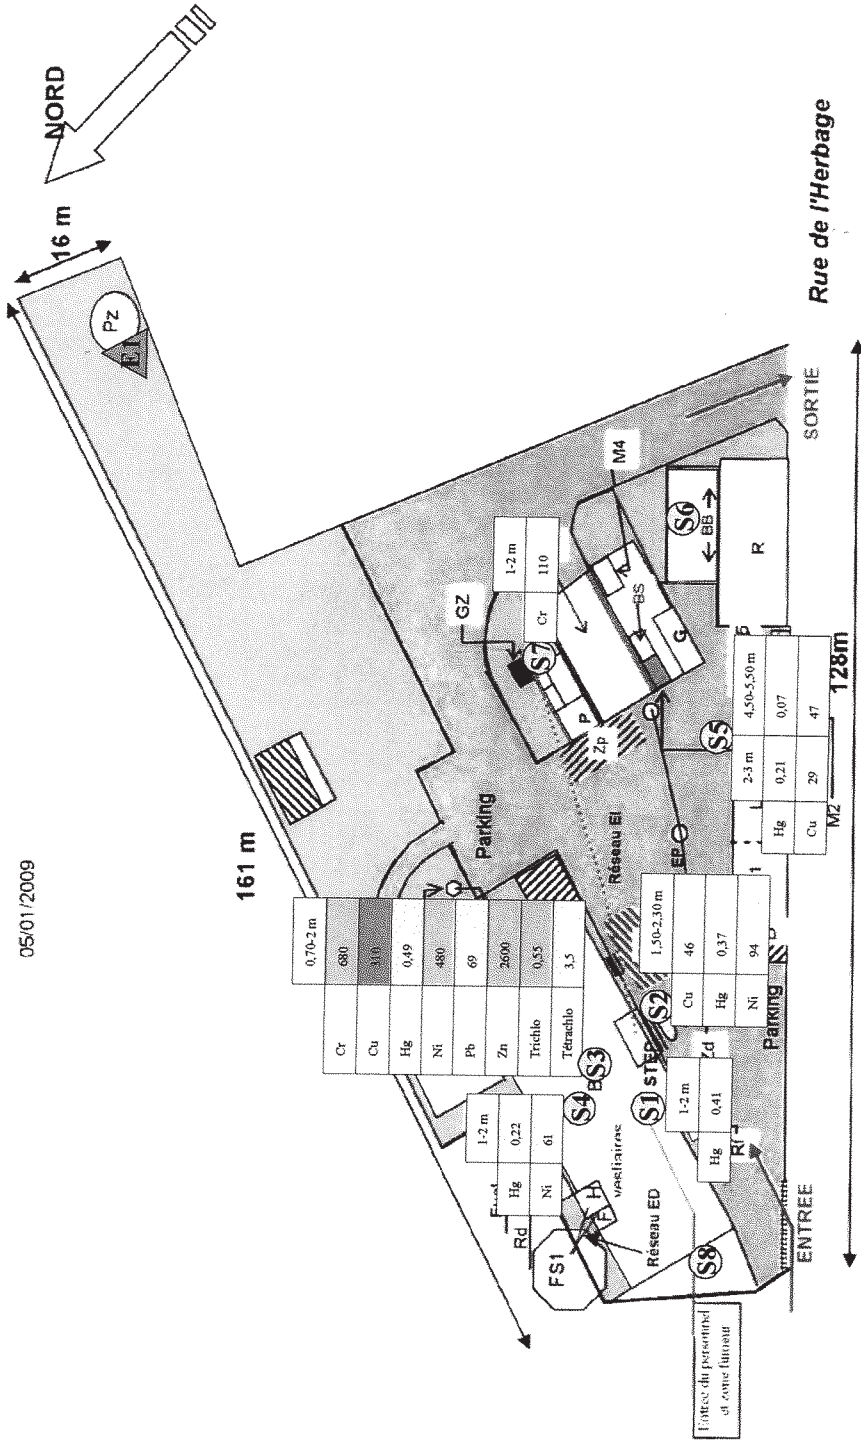 05/01/2009
NORD
16 m
161 m
128m
Rue de l'Herbage
Pz
E1
SORTIE
ENTREE
GZ
M4
1-2 m
Cr 110
S7
P
Zp
BS
G
S6
BB
R
S5
2-3 m 4,50-5,50 m
Hg 0,21 0,07
Cu 29 47
M2
Parking
Réseau EI
EP
0,70-2 m
Cr 680
Cu 310
Hg 0,49
Ni 480
Pb 69
Zn 2600
Trichlo 0,55
Tétrachlo 3,5
S3
1,50-2,30 m
Cu 46
Hg 0,37
Ni 94
S2
STEP
Zd
Parking
S4
1-2 m
Hg 0,22
Ni 61
S1
1-2 m
Hg 0,41
vestiaires
H
F
Rd
FS1
Réseau ED
S8
Entrée du personnel
et zone fumeur